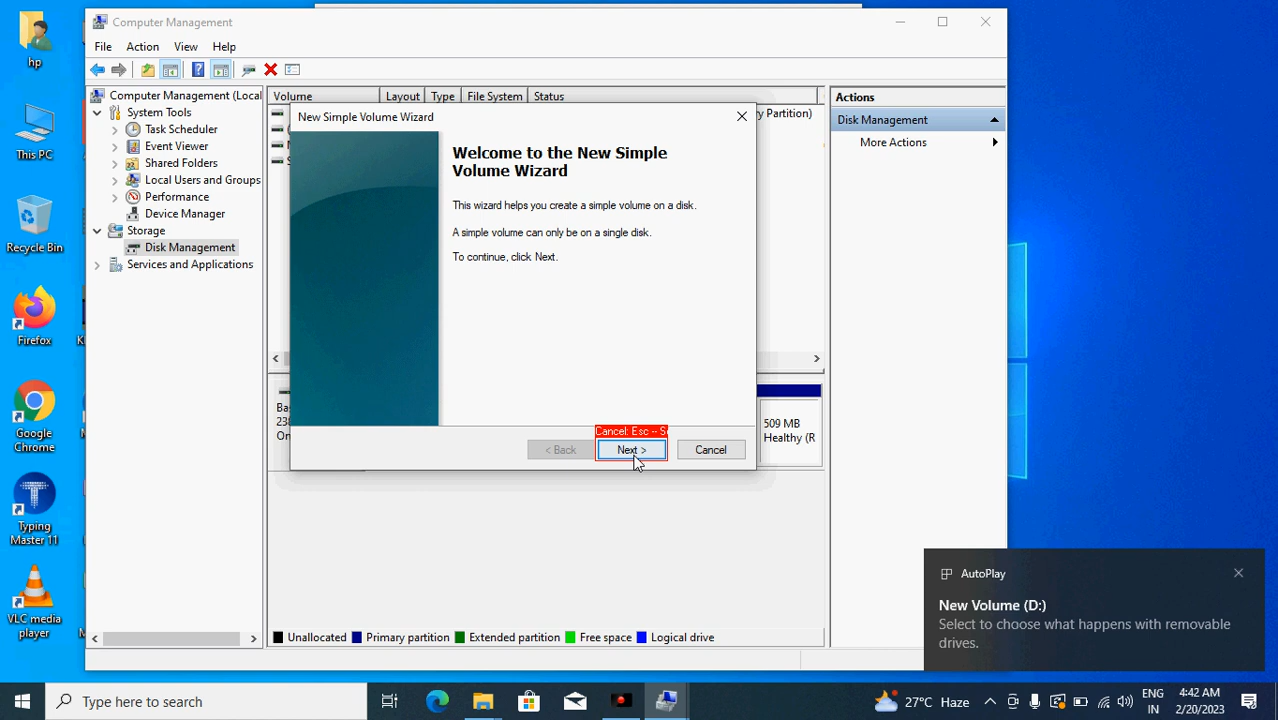 Computer Management
File Action View Help
hp
This PC
Recycle Bin
Firefox
Google
Chrome
Typing
Master 11
VLC media
player
Computer Management (Local
System Tools
Task Scheduler
Event Viewer
Shared Folders
Local Users and Groups
Performance
Device Manager
Storage
Disk Management
Services and Applications
Volume Layout Type File System Status
y Partition)
New Simple Volume Wizard
Welcome to the New Simple
Volume Wizard
This wizard helps you create a simple volume on a disk.
A simple volume can only be on a single disk.
To continue, click Next.
Cancel: Esc -- S
< Back Next > Cancel
Bas
On
509 MB
Healthy (R
Unallocated Primary partition Extended partition Free space Logical drive
Actions
Disk Management
More Actions
AutoPlay
New Volume (D:)
Select to choose what happens with removable
drives.
Type here to search
27°C Haze
ENG
IN
4:42 AM
2/20/2023